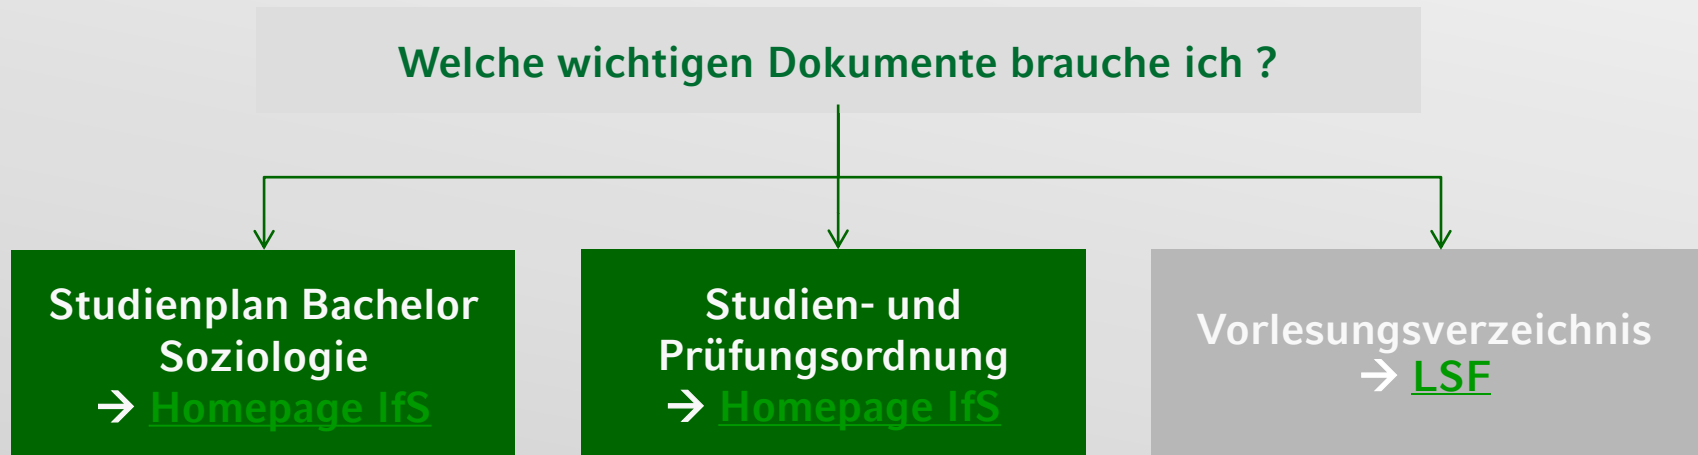 Welche wichtigen Dokumente brauche ich ?
Studienplan Bachelor
Soziologie
→ Homepage IfS
Studien- und
Prüfungsordnung
→ Homepage IfS
Vorlesungsverzeichnis
→ LSF